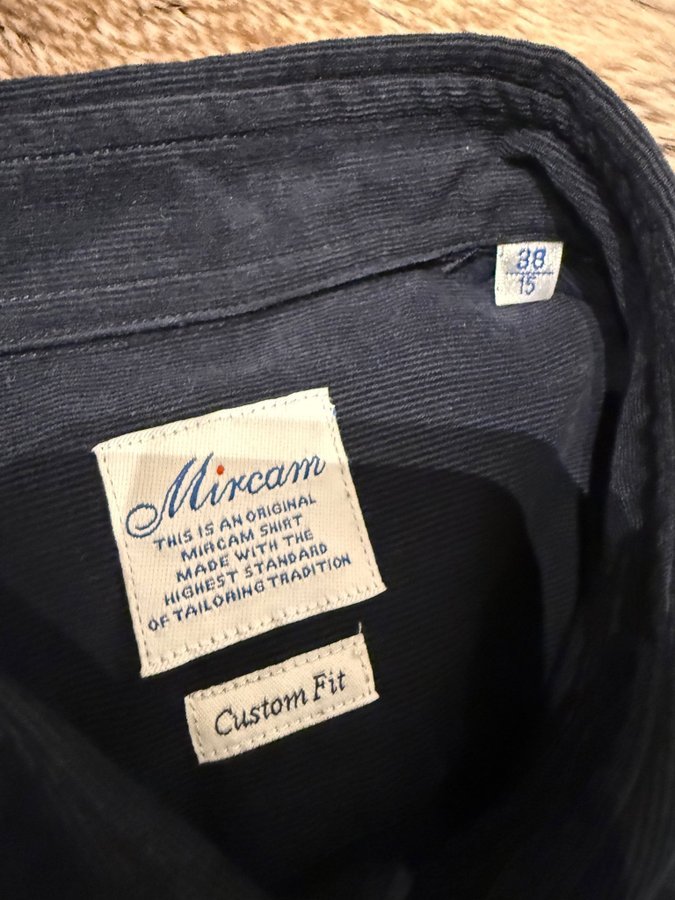 38
15
Mircam
THIS IS AN ORIGINAL
MIRCAM SHIRT
MADE WITH THE
HIGHEST STANDARD
OF TAILORING TRADITION
Custom Fit